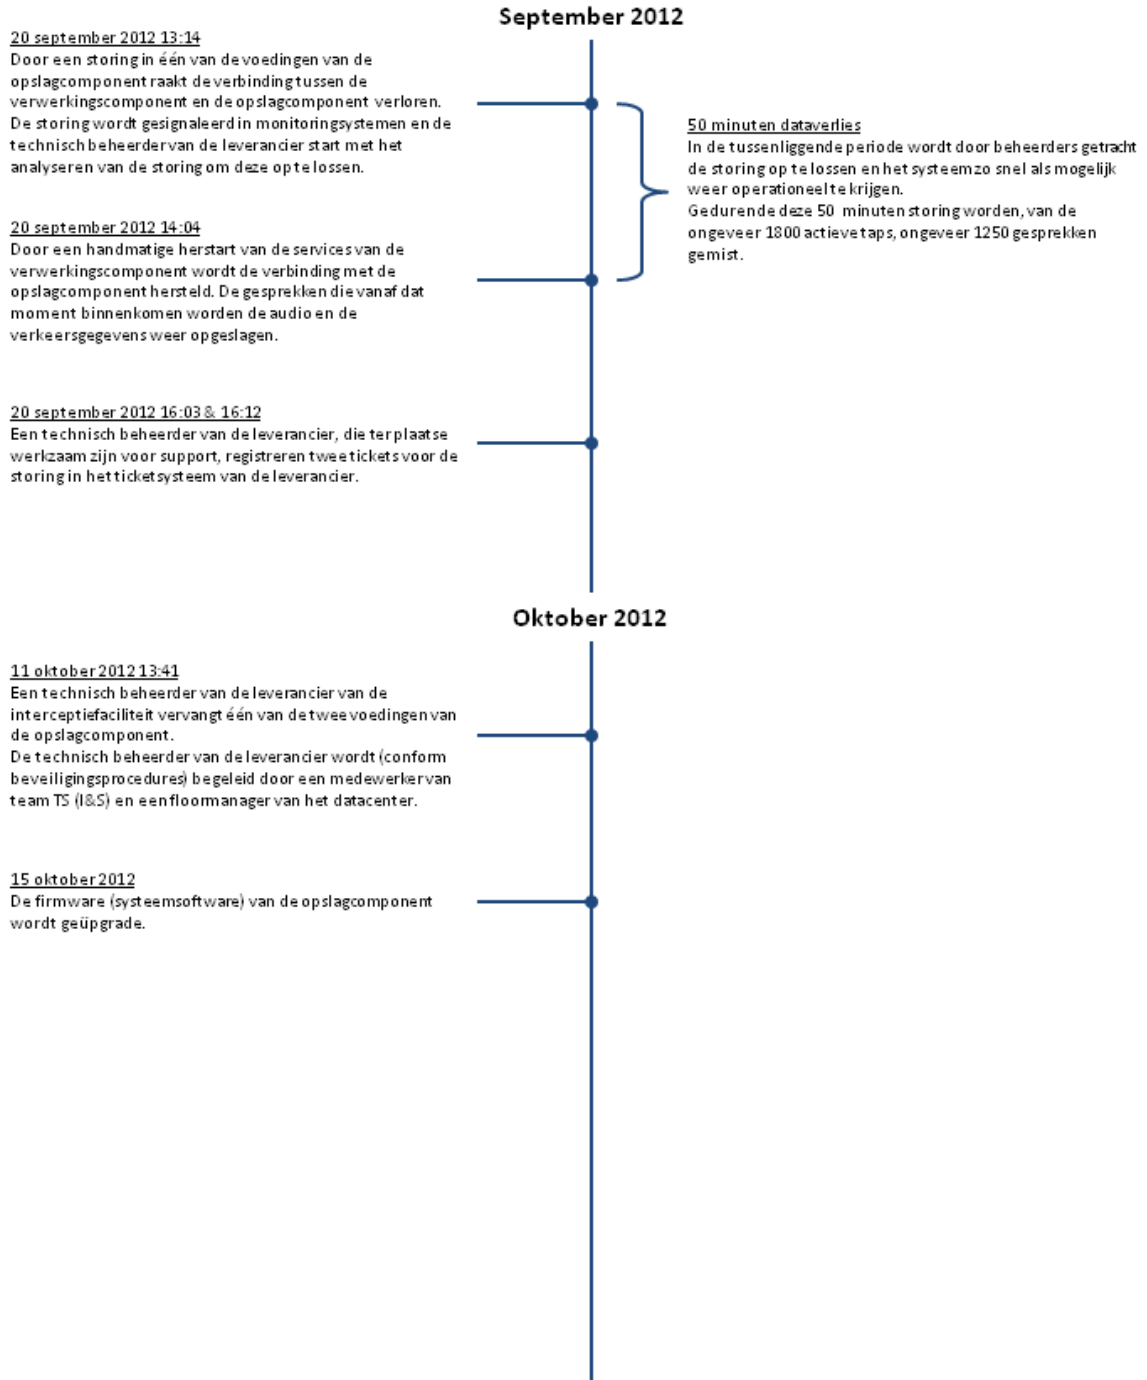 September 2012
20 september 2012 13:14
Door een storing in één van de voedingen van de
opslagcomponent raakt de verbinding tussen de
verwerkingscomponent en de opslagcomponent verloren.
De storing wordt gesignaleerd in monitoringsystemen en de
technisch beheerder van de leverancier start met het
analyseren van de storing om deze op te lossen.
50 minuten dataverlies
In de tussenliggende periode wordt door beheerders getracht
de storing op te lossen en het systeem zo snel als mogelijk
weer operationeel te krijgen.
Gedurende deze 50 minuten storing worden, van de
ongeveer 1800 actieve taps, ongeveer 1250 gesprekken
gemist.
20 september 2012 14:04
Door een handmatige herstart van de services van de
verwerkingscomponent wordt de verbinding met de
opslagcomponent hersteld. De gesprekken die vanaf dat
moment binnenkomen worden de audio en de
verkeersgegevens weer opgeslagen.
20 september 2012 16:03 & 16:12
Een technisch beheerder van de leverancier, die ter plaatse
werkzaam zijn voor support, registreren twee tickets voor de
storing in het ticketsysteem van de leverancier.
Oktober 2012
11 oktober 2012 13:41
Een technisch beheerder van de leverancier van de
interceptiefaciliteit vervangt één van de twee voedingen van
de opslagcomponent.
De technisch beheerder van de leverancier wordt (conform
beveiligingsprocedures) begeleid door een medewerker van
team TS (I&S) en een floormanager van het datacenter.
15 oktober 2012
De firmware (systeemsoftware) van de opslagcomponent
wordt geüpgrade.